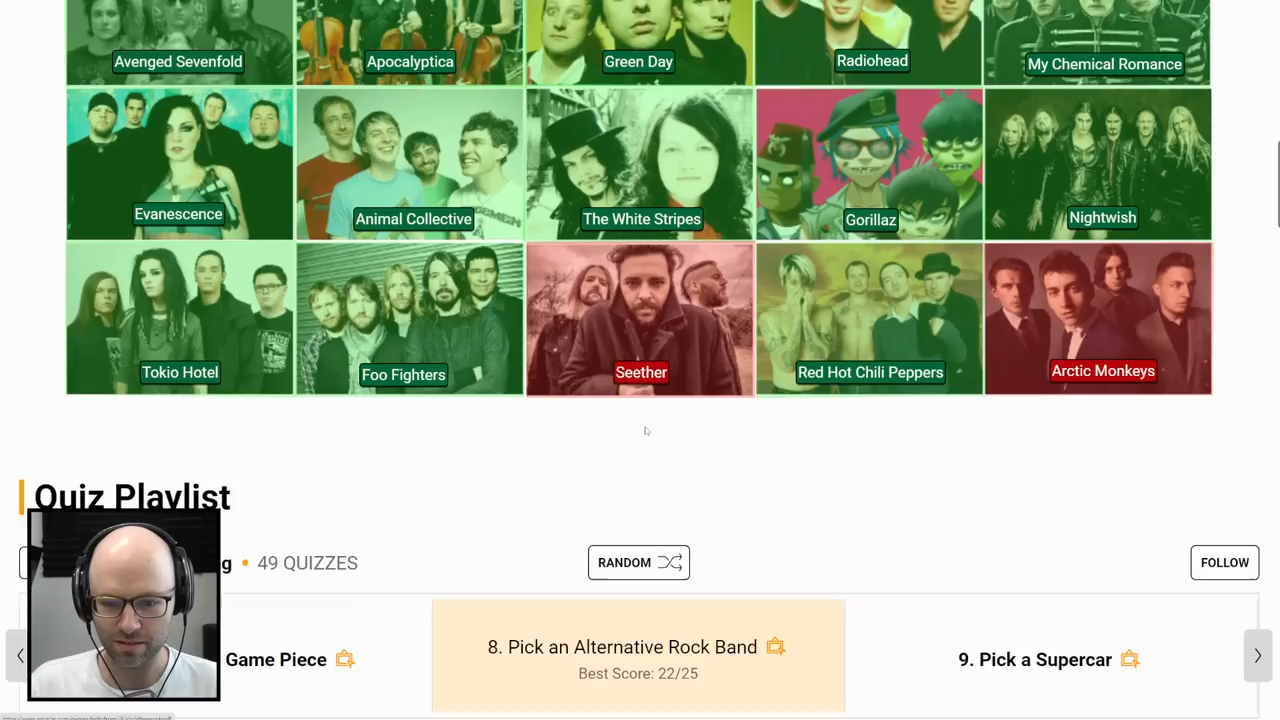 Avenged Sevenfold
Apocalyptica
Green Day
Radiohead
My Chemical Romance
Evanescence
Animal Collective
The White Stripes
Gorillaz
Nightwish
Tokio Hotel
Foo Fighters
Seether
Red Hot Chili Peppers
Arctic Monkeys
Quiz Playlist
g • 49 QUIZZES
RANDOM
FOLLOW
Game Piece
8. Pick an Alternative Rock Band
Best Score: 22/25
9. Pick a Supercar